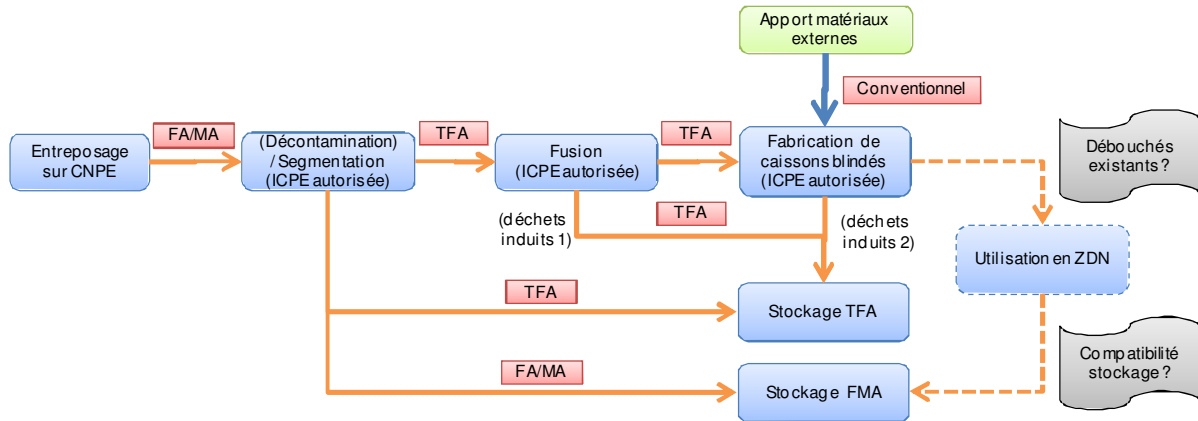 Apport matériaux
externes
Conventionnel
FA/MA
TFA
TFA
Entreposage
sur CNPE
(Décontamination)
/ Segmentation
(ICPE autorisée)
Fusion
(ICPE autorisée)
Fabrication de
caissons blindés
(ICPE autorisée)
Débouchés
existants ?
(déchets
induits 1)
TFA
(déchets
induits 2)
Utilisation en ZDN
TFA
Stockage TFA
FA/MA
Stockage FMA
Compatibilité
stockage ?